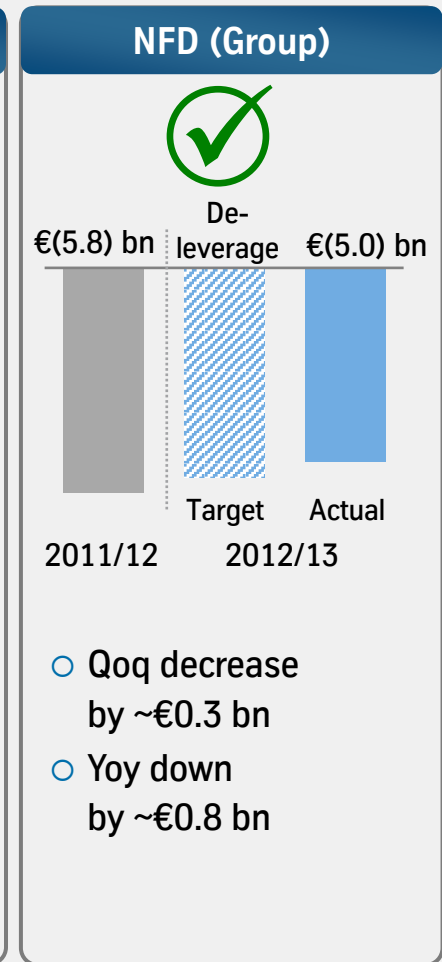 NFD (Group)
€(5.8) bn
De-
leverage
€(5.0) bn
Target
Actual
2011/12
2012/13
Qoq decrease
by ~€0.3 bn
Yoy down
by ~€0.8 bn